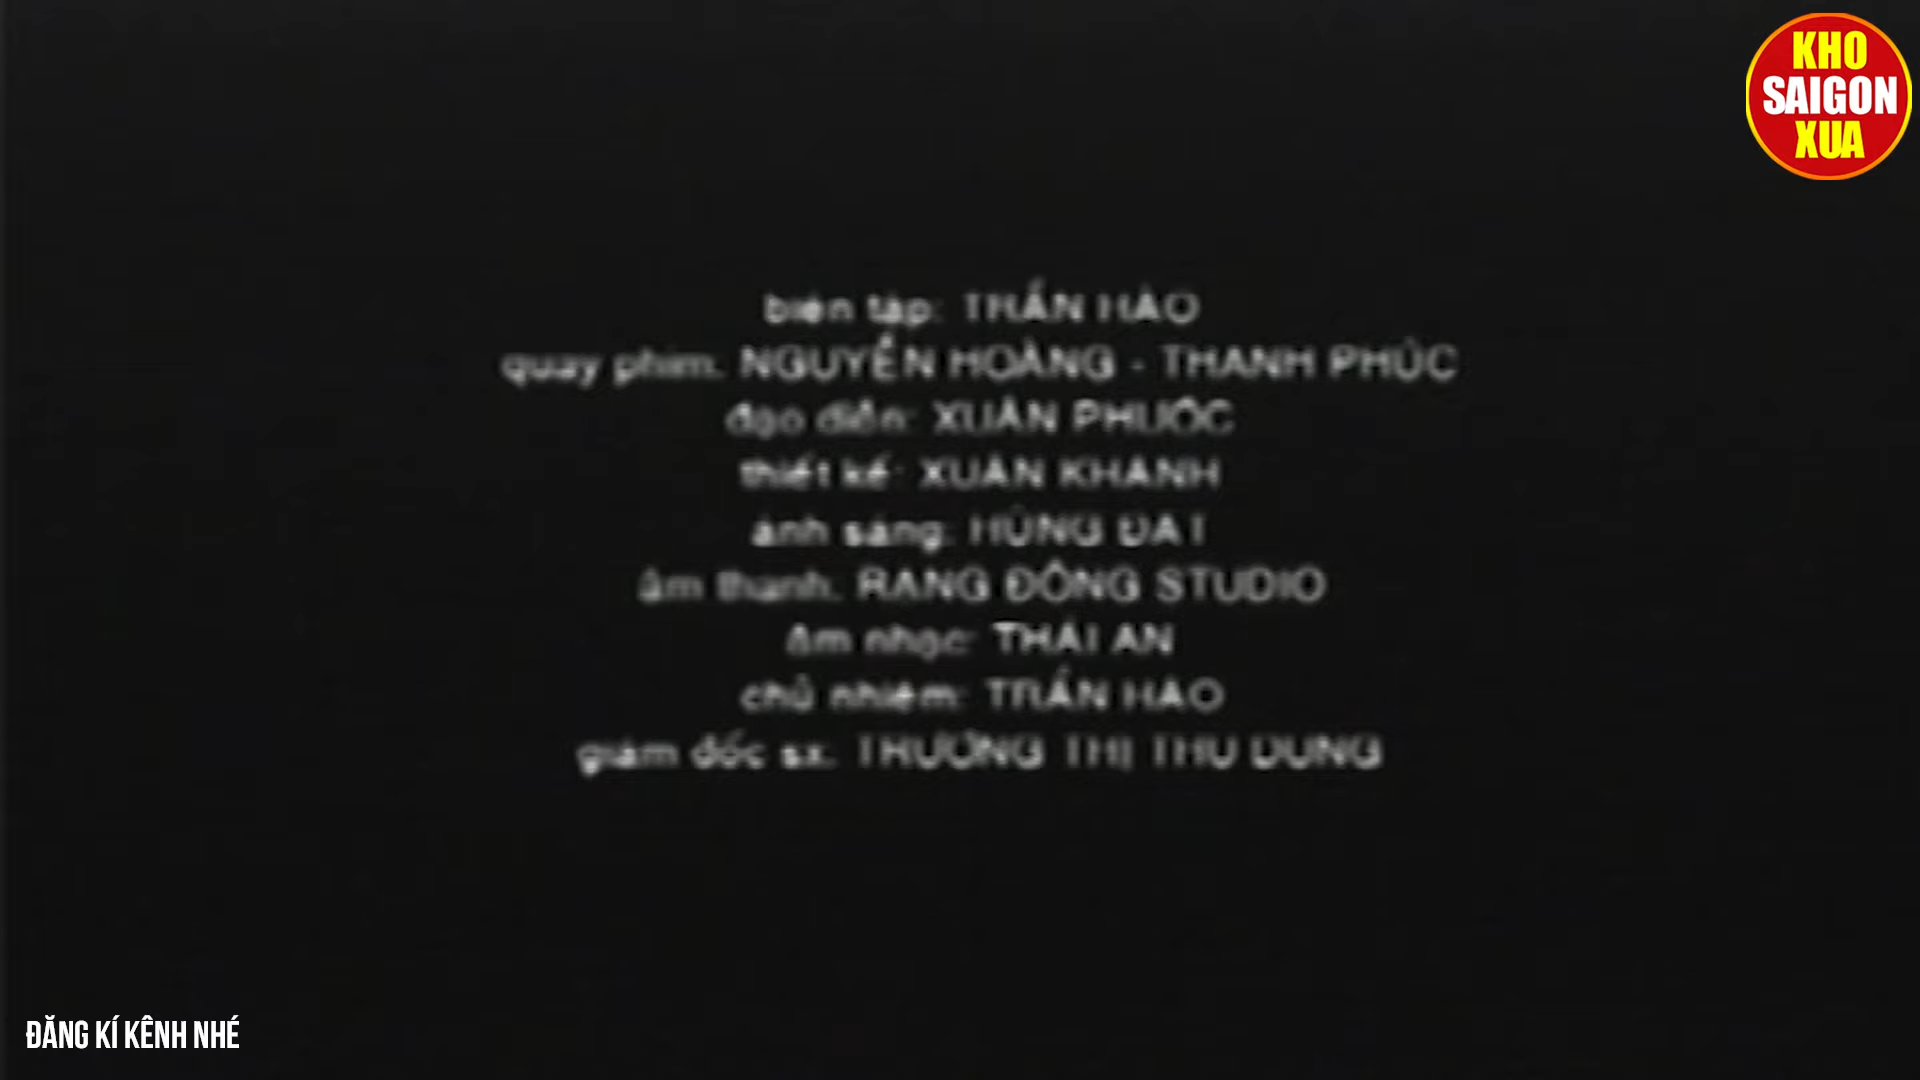 KHO
SAIGON
XUA
biên tập: TRẦN HÀO
quay phim: NGUYỄN HOÀNG - THANH PHÚC
đạo diễn: XUÂN PHƯỚC
thiết kế: XUÂN KHANH
ánh sáng: HÙNG ĐẠT
âm thanh: RẠNG ĐÔNG STUDIO
âm nhạc: THÁI AN
chủ nhiệm: TRẦN HÀO
giám đốc sx: TRƯƠNG THỊ THU DUNG
ĐĂNG KÍ KÊNH NHÉ